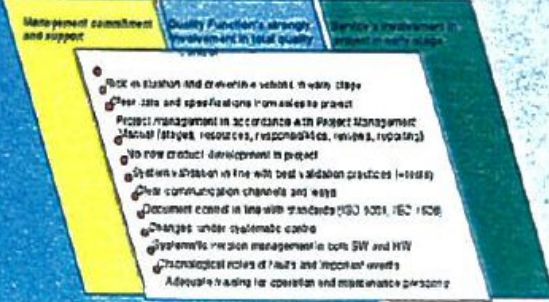 Management commitment
and support
Quality Function's strongly
involvement in total quality
Service's involvement in
project in early stage
Risk evaluation and preventive actions in early stage
Clear data and specifications from sales to project
Project management in accordance with Project Management
Manual (stages, resources, responsibilities, reviews, reporting)
No new product development in project
System validation in line with best validation practices
Clear communication channels and ways
Document control in line with standards (ISO 9001,
Changes under systematic control
Systematic version management in both SW and HW
Chronological notes of faults and important events
Adequate training for operation and maintenance persons